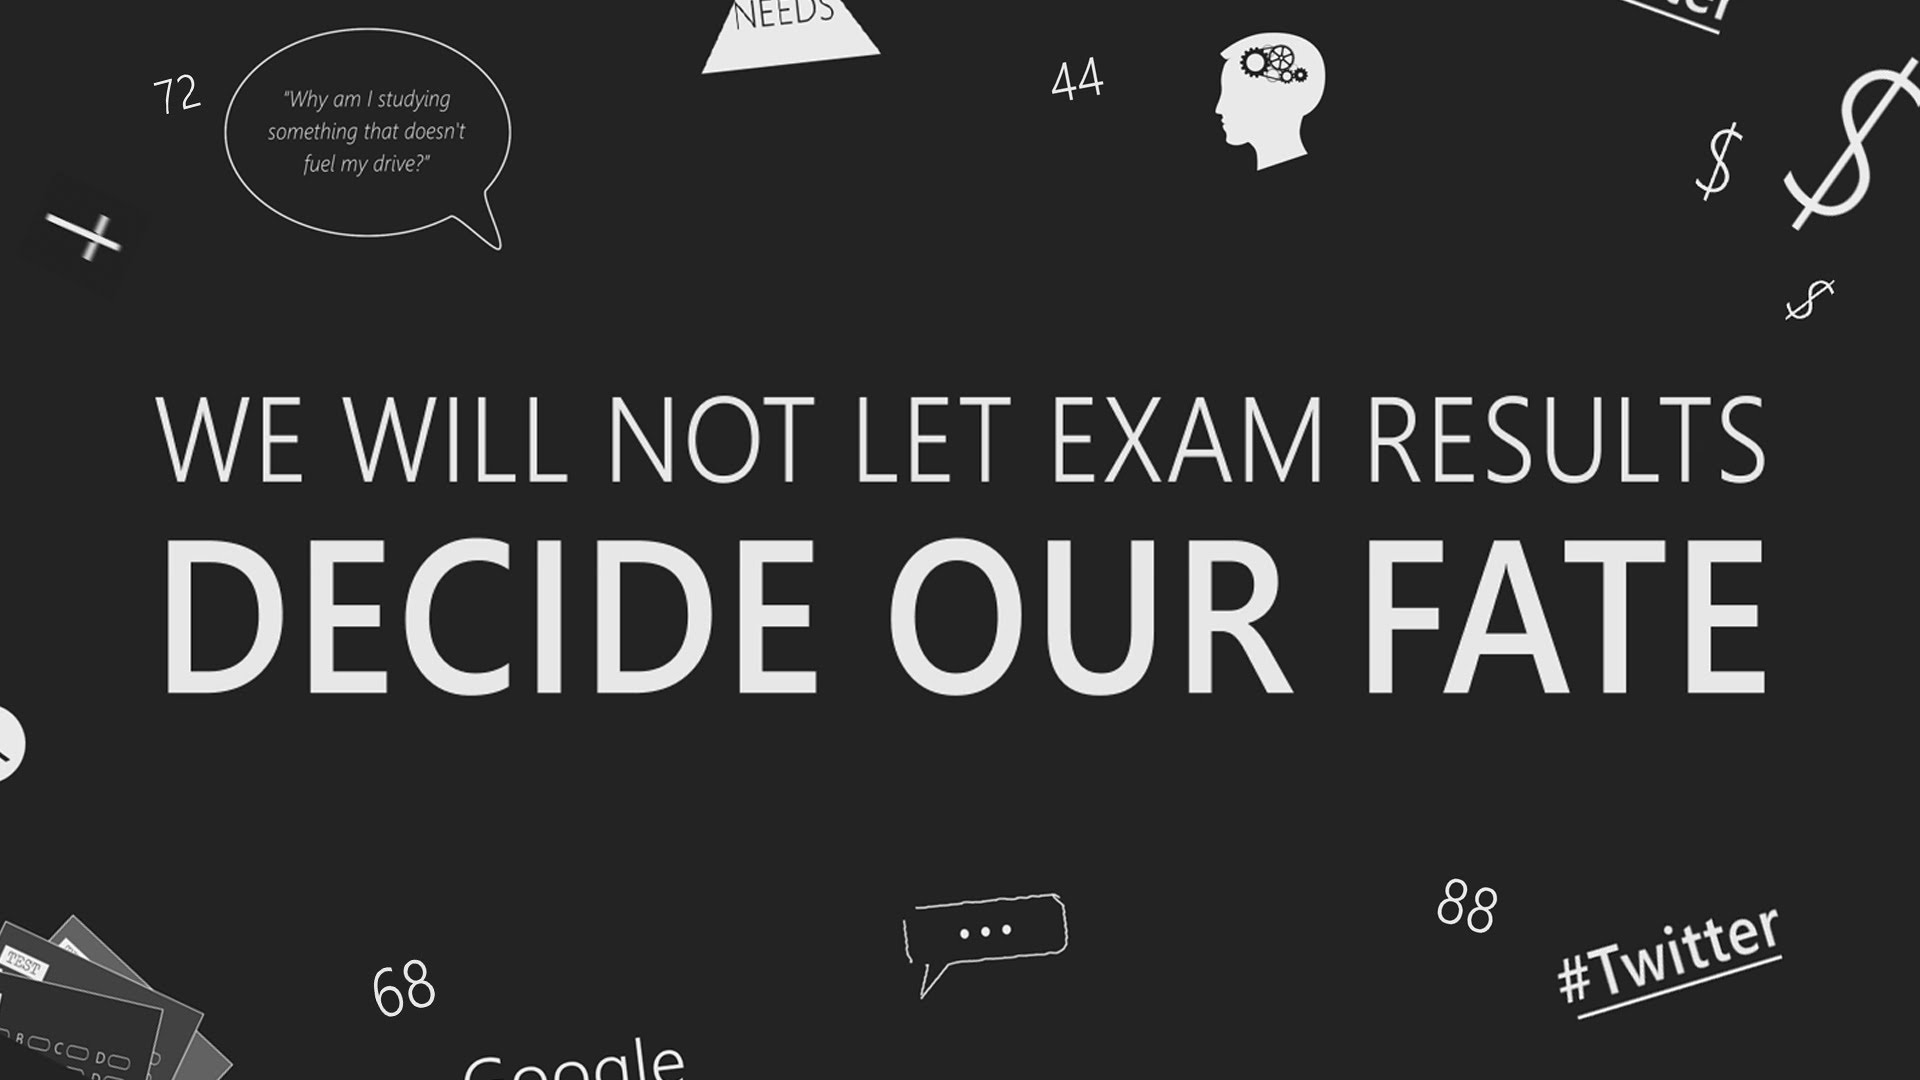 NEEDS
72
"Why am I studying
something that doesn't
fuel my drive?"
44
$
$
$
WE WILL NOT LET EXAM RESULTS
DECIDE OUR FATE
88
#Twitter
TEST
68
B C D
Google